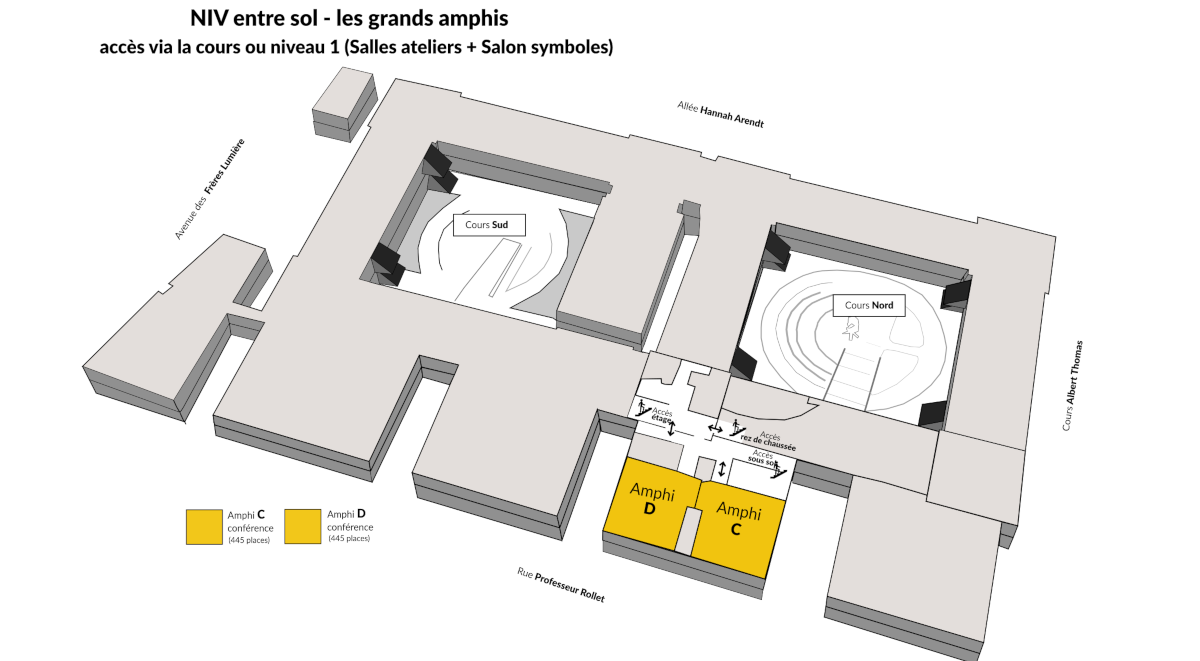 NIV entre sol - les grands amphis
accès via la cours ou niveau 1 (Salles ateliers + Salon symboles)
Allée Hannah Arendt
Avenue des Frères Lumière
Cours Sud
Cours Nord
Cours Albert Thomas
Accès
étage
Accès
rez de chaussée
Accès
sous sol
Amphi
D
Amphi
C
Amphi C
conférence
(445 places)
Amphi D
conférence
(445 places)
Rue Professeur Rollet